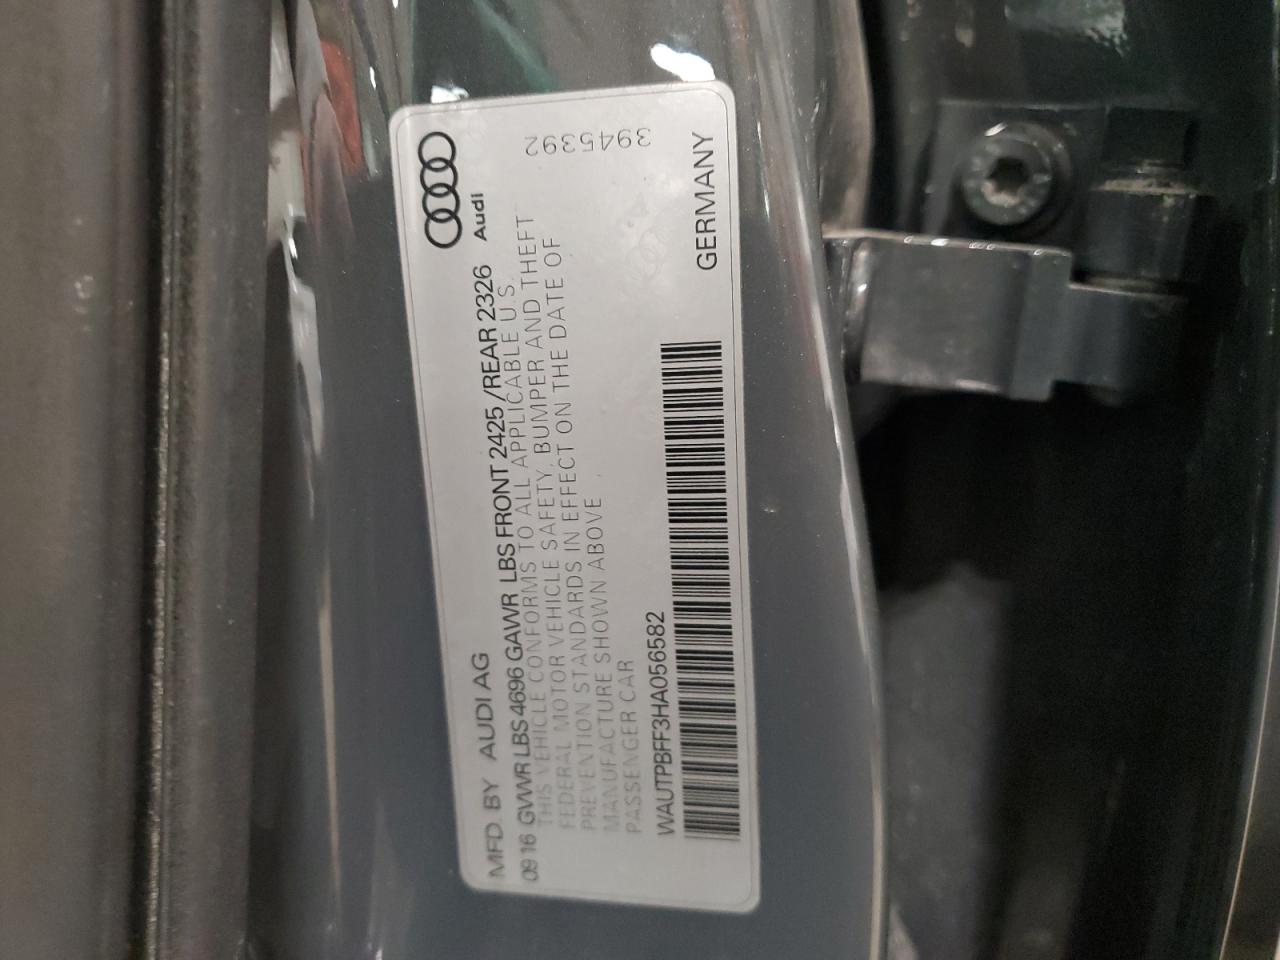 MFD. BY AUDI AG
Audi
0916 GVWR LBS 4696 GAWR LBS FRONT 2425 /REAR 2326
THIS VEHICLE CONFORMS TO ALL APPLICABLE U.S.
FEDERAL MOTOR VEHICLE SAFETY, BUMPER AND THEFT
PREVENTION STANDARDS IN EFFECT ON THE DATE OF
MANUFACTURE SHOWN ABOVE
PASSENGER CAR
WAUTPBFF3HA056582
GERMANY
3945392